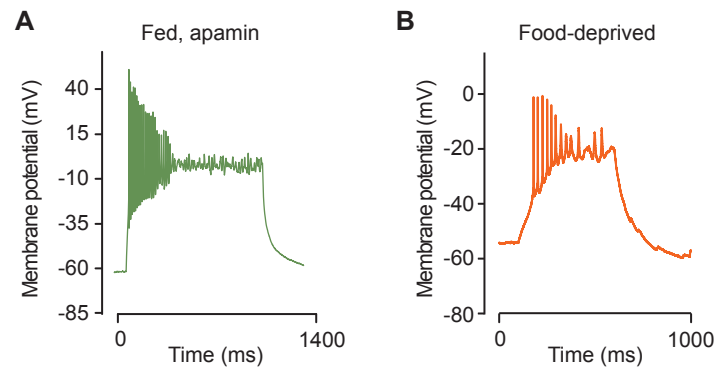 A
Fed, apamin
Membrane potential (mV)
40
15
-10
-35
-60
-85
0
1400
Time (ms)
B
Food-deprived
Membrane potential (mV)
0
-20
-40
-60
-80
0
1000
Time (ms)